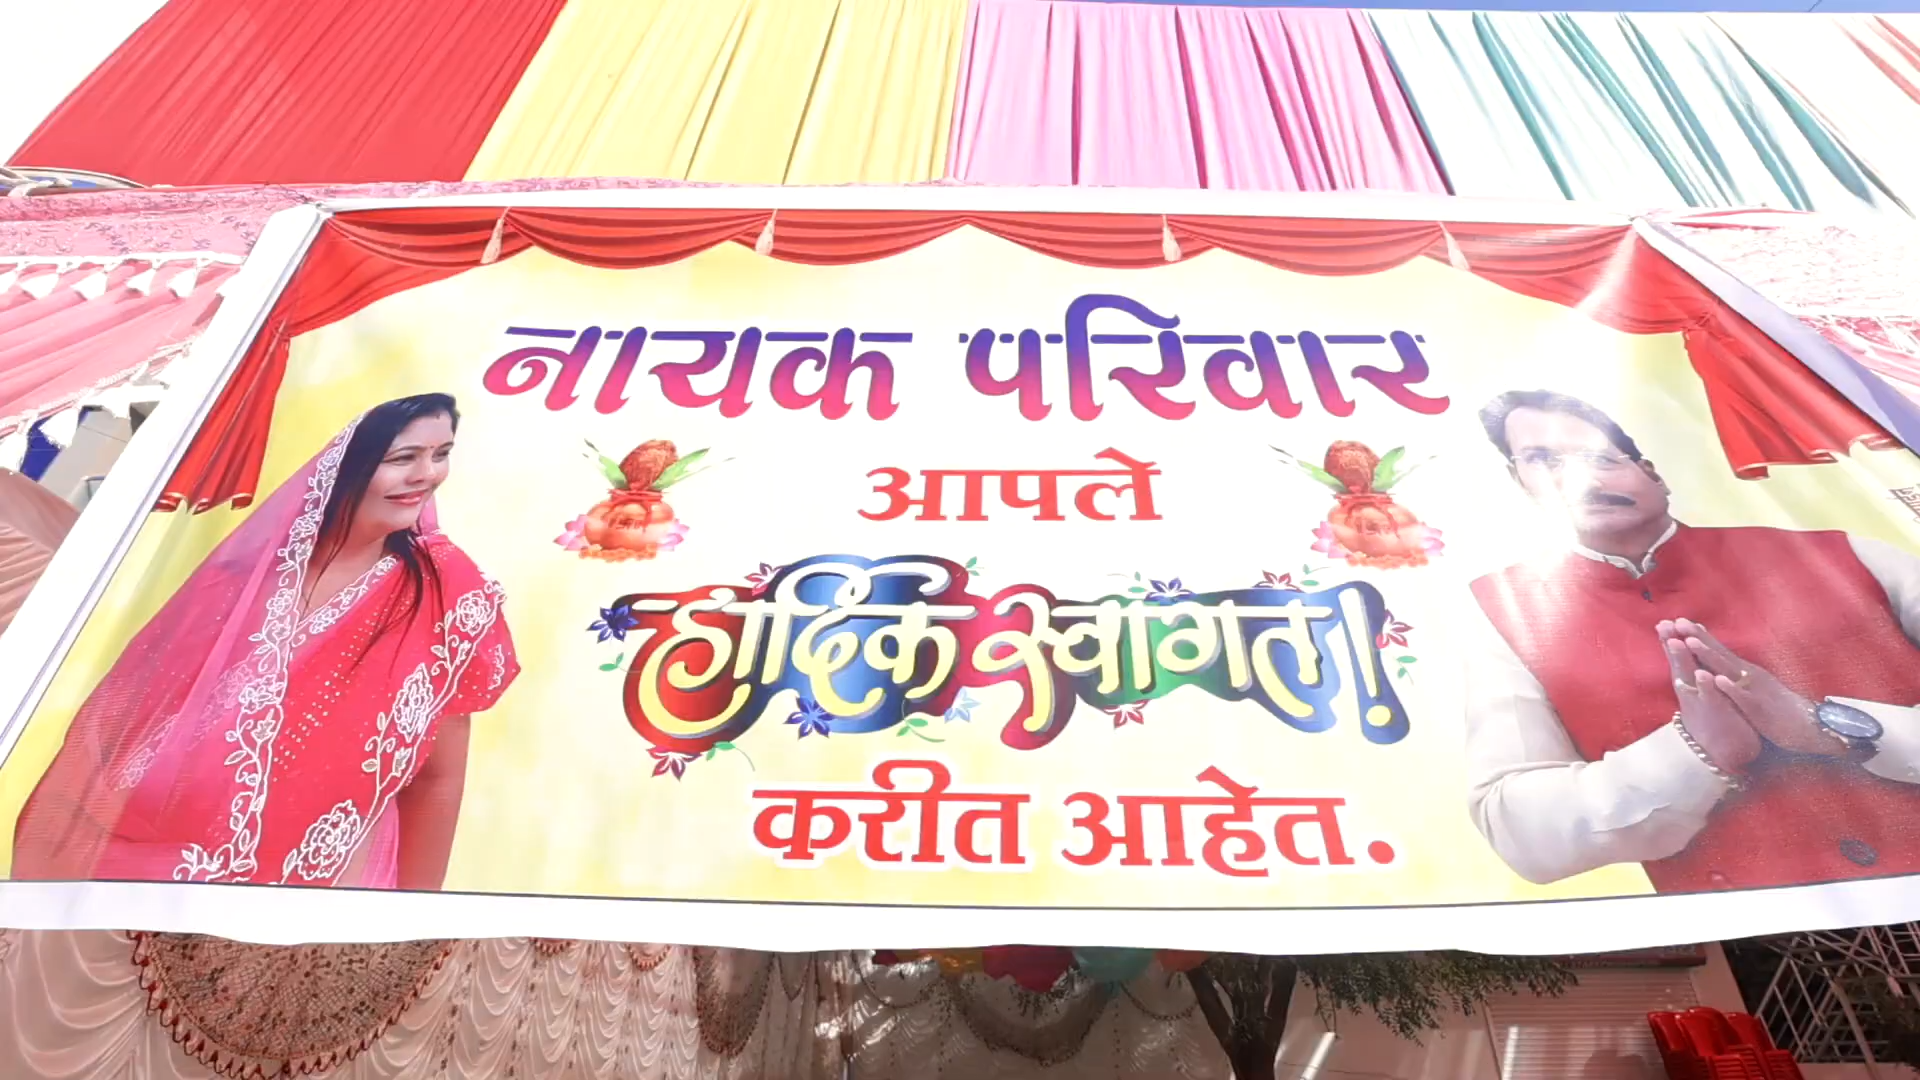 नायक परिवार
आपले
हार्दिक स्वागत!
करीत आहेत.